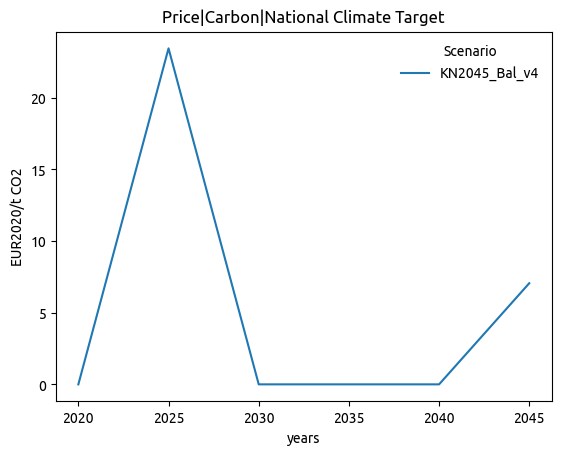 Price|Carbon|National Climate Target
Scenario
KN2045_Bal_v4
EUR2020/t CO2
20
15
10
5
0
2020 2025 2030 2035 2040 2045
years